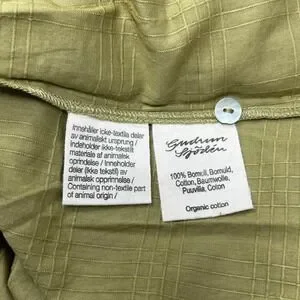 Innehåller icke-textila delar
av animaliskt ursprung /
indeholder ikke-tekstil
materiale af animalsk
oprindelse / Inneholder
deler (ikke tekstil) av
animalsk opprinnelse /
Containing non-textile part
of animal origin /
Gudrun
Sjödén
100% Bomull, Bomuld,
Cotton, Baumwolle,
Puuvilla, Coton
Organic cotton